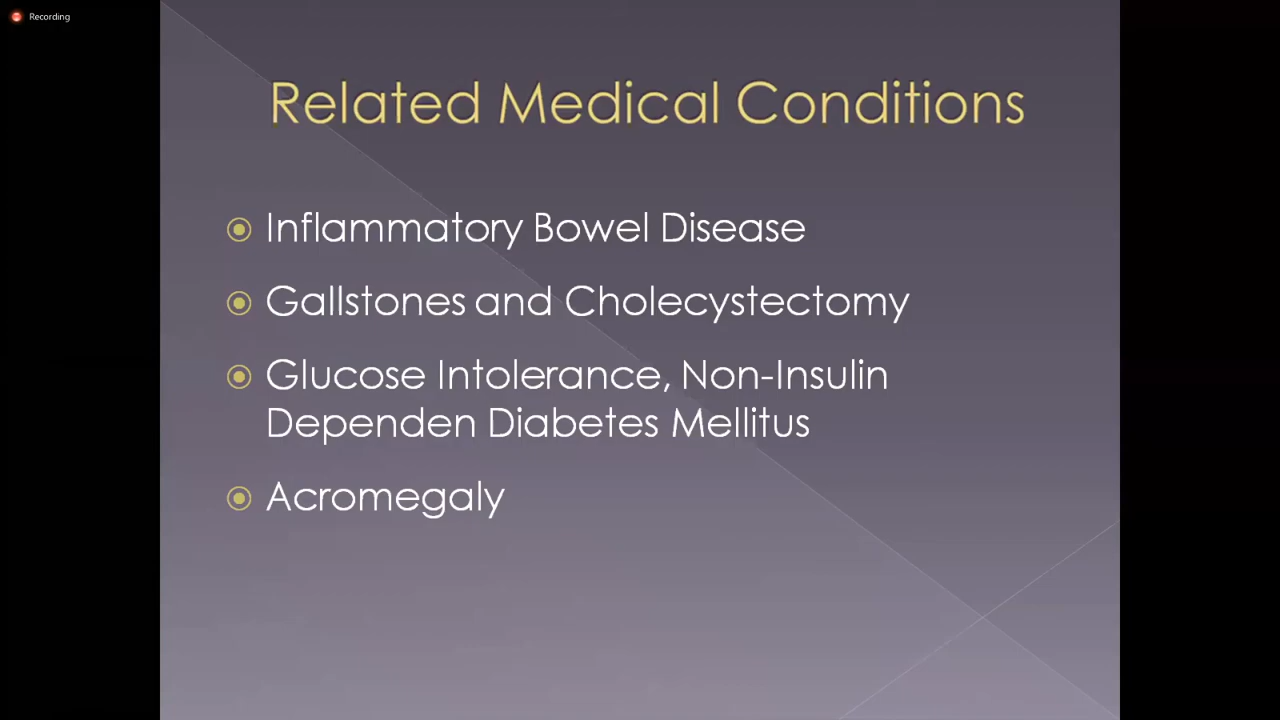 Recording
Related Medical Conditions
Inflammatory Bowel Disease
Gallstones and Cholecystectomy
Glucose Intolerance, Non-Insulin
Dependen Diabetes Mellitus
Acromegaly